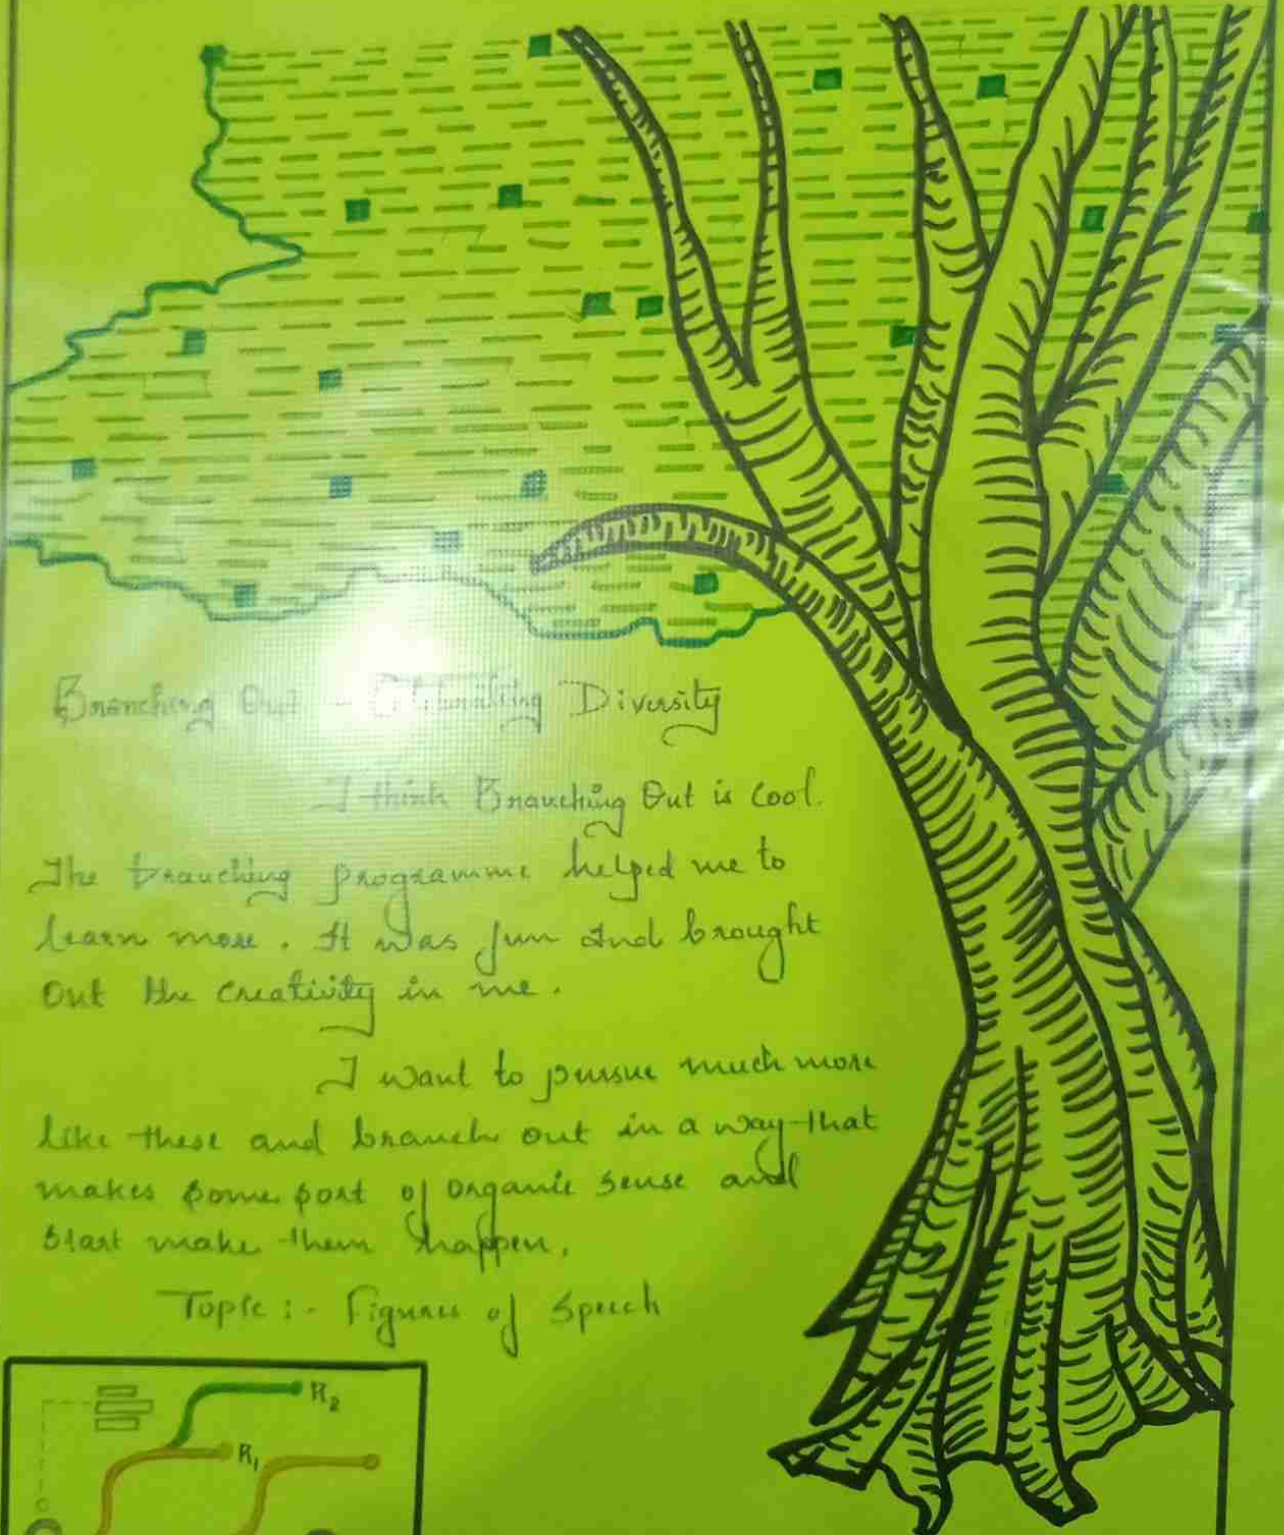 Branching Out - Celebrating Diversity
I think Branching Out is cool.
The branching programme helped me to
learn more. It was fun and brought
out the creativity in me.
I want to pursue much more
like these and branch out in a way that
makes some sort of organic sense and
start make them happen.
Topic :- Figures of Speech
R2
R1